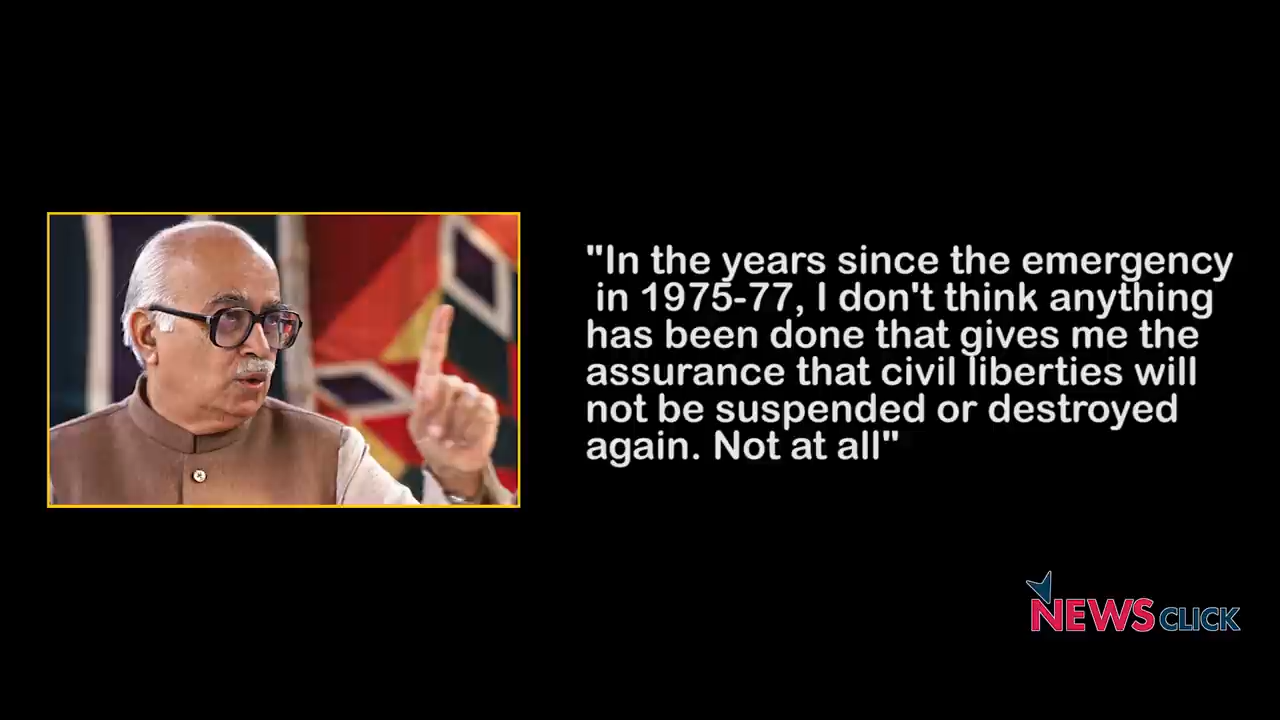 "In the years since the emergency
in 1975-77, I don't think anything
has been done that gives me the
assurance that civil liberties will
not be suspended or destroyed
again. Not at all"
NEWSCLICK